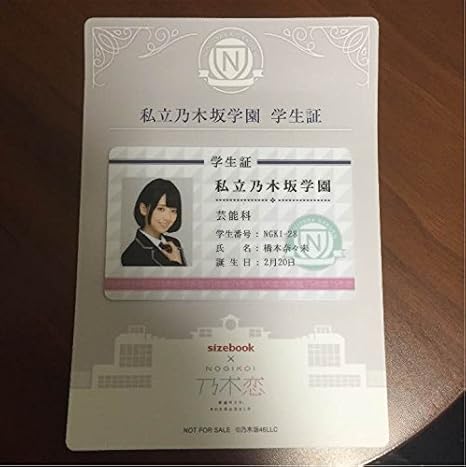 N
私立乃木坂学園 学生証
学生証
私立乃木坂学園
芸能科
学生番号 : NGKI-28
氏 名 : 橋本奈々未
誕 生 日 : 2月20日
N
sizebook
×
NOGIKOI
乃木恋
NOT FOR SALE ©乃木坂46LLC